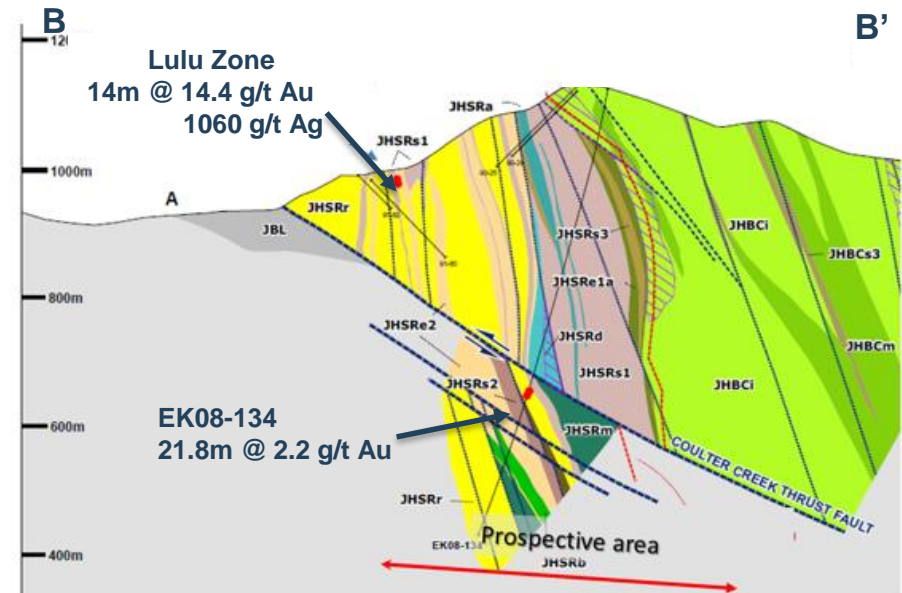 B
B’
Lulu Zone
14m @ 14.4 g/t Au
1060 g/t Ag
JHSRa
JHSRs1
1000m
A
JHSRr
JBL
JHSRs3
JHBCi
JHBCs3
JHSRe1a
800m
JHSRe2
JHSRd
JHBCm
JHSRs2
JHSRs1
JHBCi
EK08-134
21.8m @ 2.2 g/t Au
600m
JHSRm
COULTER CREEK THRUST FAULT
JHSRr
Prospective area
EK08-134
JHSRb
400m